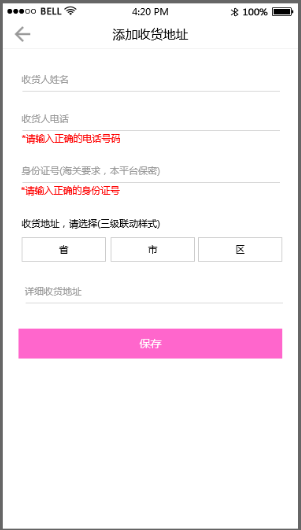 BELL 4:20 PM 100%
添加收货地址
收货人姓名
收货人电话
*请输入正确的电话号码
身份证号(海关要求，本平台保密)
*请输入正确的身份证号
收货地址，请选择(三级联动样式)
省 市 区
详细收货地址
保存